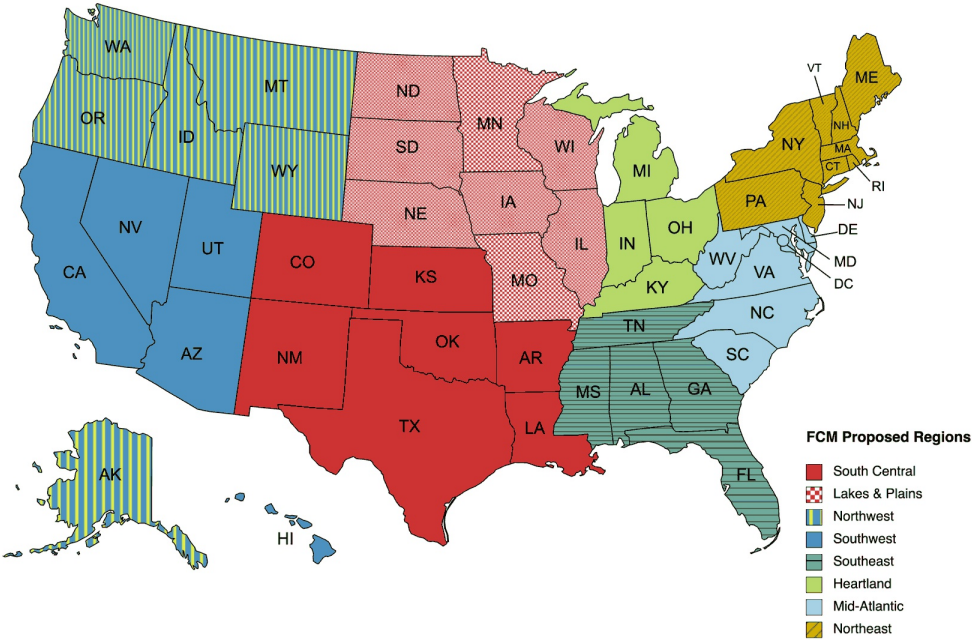 WA
OR
ID
MT
WY
ND
SD
NE
MN
IA
WI
IL
MO
MI
IN
OH
KY
VT
ME
NH
NY
MA
CT
RI
PA
NJ
DE
MD
DC
WV
VA
NC
SC
CA
NV
UT
AZ
CO
KS
NM
OK
AR
TX
LA
TN
MS
AL
GA
FL
AK
HI
FCM Proposed Regions
South Central
Lakes & Plains
Northwest
Southwest
Southeast
Heartland
Mid-Atlantic
Northeast